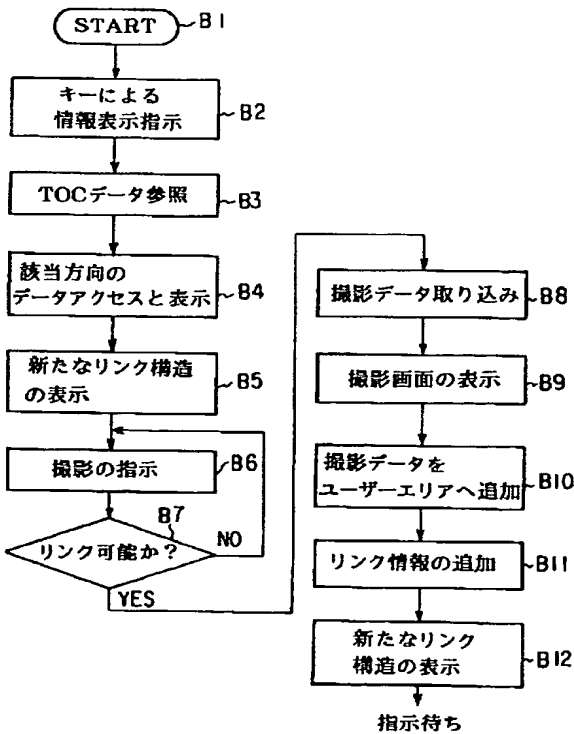 START
B1
キーによる
情報表示指示
B2
TOCデータ参照
B3
該当方向の
データアクセスと表示
B4
新たなリンク構造
の表示
B5
撮影の指示
B6
B7
リンク可能か?
NO
YES
撮影データ取り込み
B8
撮影画面の表示
B9
撮影データを
ユーザーエリアへ追加
B10
リンク情報の追加
B11
新たなリンク
構造の表示
B12
指示待ち